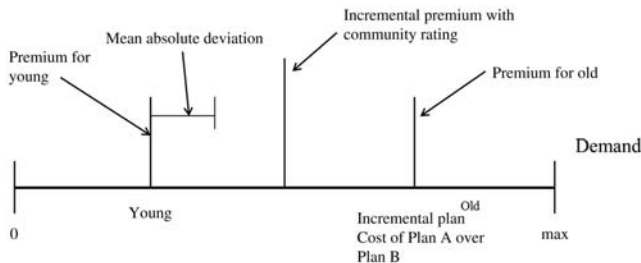 Incremental premium with
community rating
Mean absolute deviation
Premium for
young
Premium for old
Demand
Young
Old
Incremental plan
Cost of Plan A over
Plan B
0
max